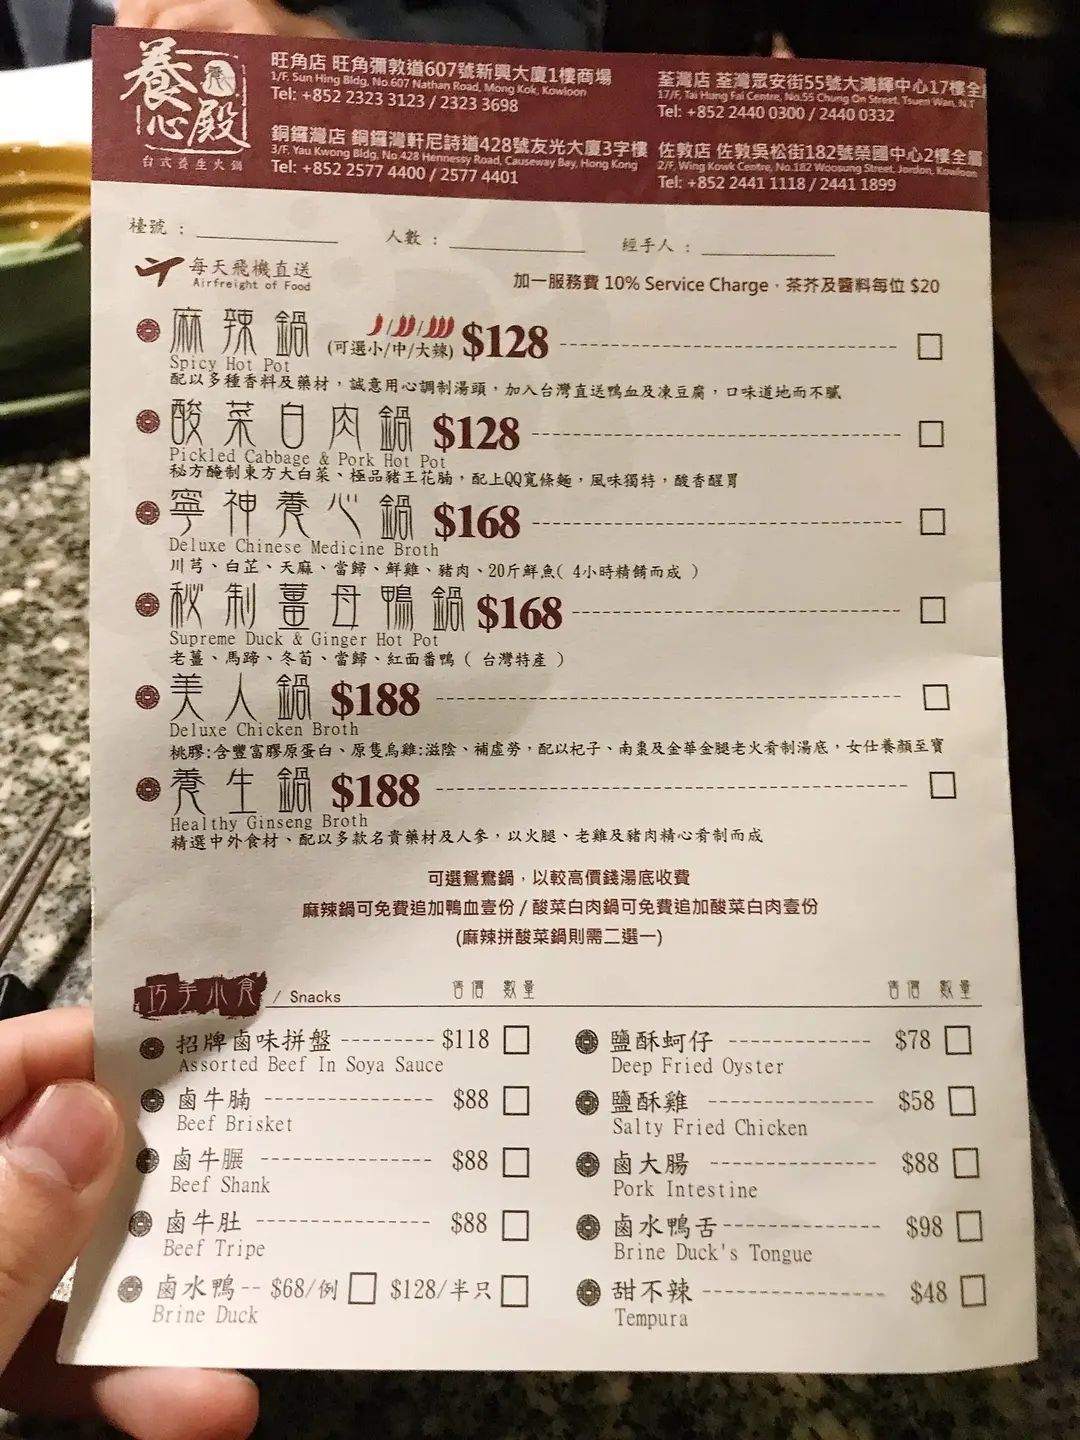 養心殿
台式養生火鍋
旺角店 旺角彌敦道607號新興大廈1樓商場
1/F, Sun Hing Bldg, No.607 Nathan Road, Mong Kok, Kowloon
Tel: +852 2323 3123 / 2323 3698
銅鑼灣店 銅鑼灣軒尼詩道428號友光大廈3字樓
3/F, Yau Kwong Bldg, No.428 Hennessy Road, Causeway Bay, Hong Kong
Tel: +852 2577 4400 / 2577 4401
荃灣店 荃灣眾安街55號大鴻輝中心17樓全
17/F, Tai Hung Fai Centre, No.55 Chung On Street, Tsuen Wan, N.T
Tel: +852 2440 0300 / 2440 0332
佐敦店 佐敦吳松街182號榮國中心2樓全層
2/F, Wing Kowk Centre, No.182 Woosung Street, Jordon, Kowloon
Tel: +852 2441 1118 / 2441 1899
檯號 : 人數 : 經手人 :
每天飛機直送
Airfreight of Food
加一服務費 10% Service Charge，茶芥及醬料每位 $20
麻辣鍋 (可選小/中/大辣) $128
Spicy Hot Pot
配以多種香料及藥材，誠意用心調制湯頭，加入台灣直送鴨血及凍豆腐，口味道地而不膩
酸菜白肉鍋 $128
Pickled Cabbage & Pork Hot Pot
秘方醃制東方大白菜、極品豬王花腩，配上QQ寬條麵，風味獨特，酸香醒胃
寧神養心鍋 $168
Deluxe Chinese Medicine Broth
川芎、白芷、天麻、當歸、鮮雞、豬肉、20斤鮮魚( 4小時精餚而成 )
秘制薑母鴨鍋 $168
Supreme Duck & Ginger Hot Pot
老薑、馬蹄、冬荀、當歸、紅面番鴨 ( 台灣特產 )
美人鍋 $188
Deluxe Chicken Broth
桃膠:含豐富膠原蛋白、原隻烏雞:滋陰、補虛勞，配以杞子、南棗及金華金腿老火肴制湯底，女仕養顏至寶
養生鍋 $188
Healthy Ginseng Broth
精選中外食材、配以多款名貴藥材及人參，以火腿、老雞及豬肉精心肴制而成
可選鴛鴦鍋，以較高價錢湯底收費
麻辣鍋可免費追加鴨血壹份 / 酸菜白肉鍋可免費追加酸菜白肉壹份
(麻辣拼酸菜鍋則需二選一)
巧手小食 / Snacks 售價 數量 售價 數量
招牌鹵味拼盤 $118
Assorted Beef In Soya Sauce
鹵牛腩 $88
Beef Brisket
鹵牛𦟌 $88
Beef Shank
鹵牛肚 $88
Beef Tripe
鹵水鴨 $68/例 $128/半只
Brine Duck
鹽酥蚵仔 $78
Deep Fried Oyster
鹽酥雞 $58
Salty Fried Chicken
鹵大腸 $88
Pork Intestine
鹵水鴨舌 $98
Brine Duck's Tongue
甜不辣 $48
Tempura